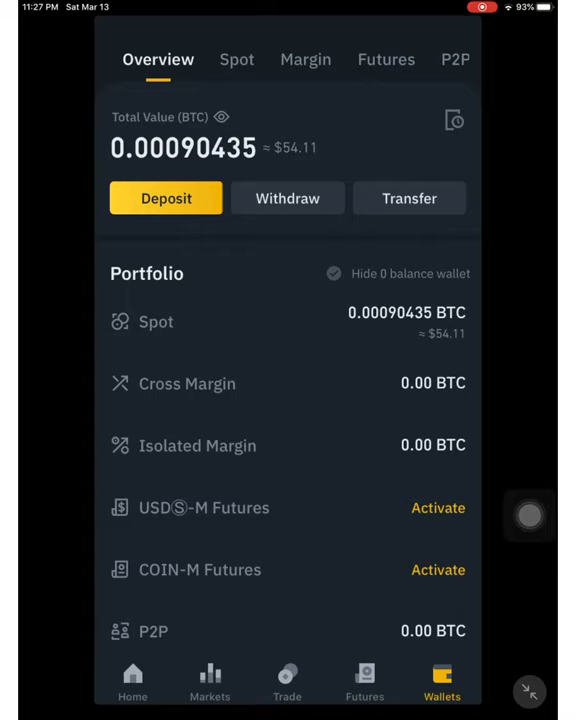 11:27 PM Sat Mar 13 93%
Overview Spot Margin Futures P2P
Total Value (BTC)
0.00090435 ≈ $54.11
Deposit Withdraw Transfer
Portfolio Hide 0 balance wallet
Spot 0.00090435 BTC
≈ $54.11
Cross Margin 0.00 BTC
Isolated Margin 0.00 BTC
USDⓈ-M Futures Activate
COIN-M Futures Activate
P2P 0.00 BTC
Home Markets Trade Futures Wallets